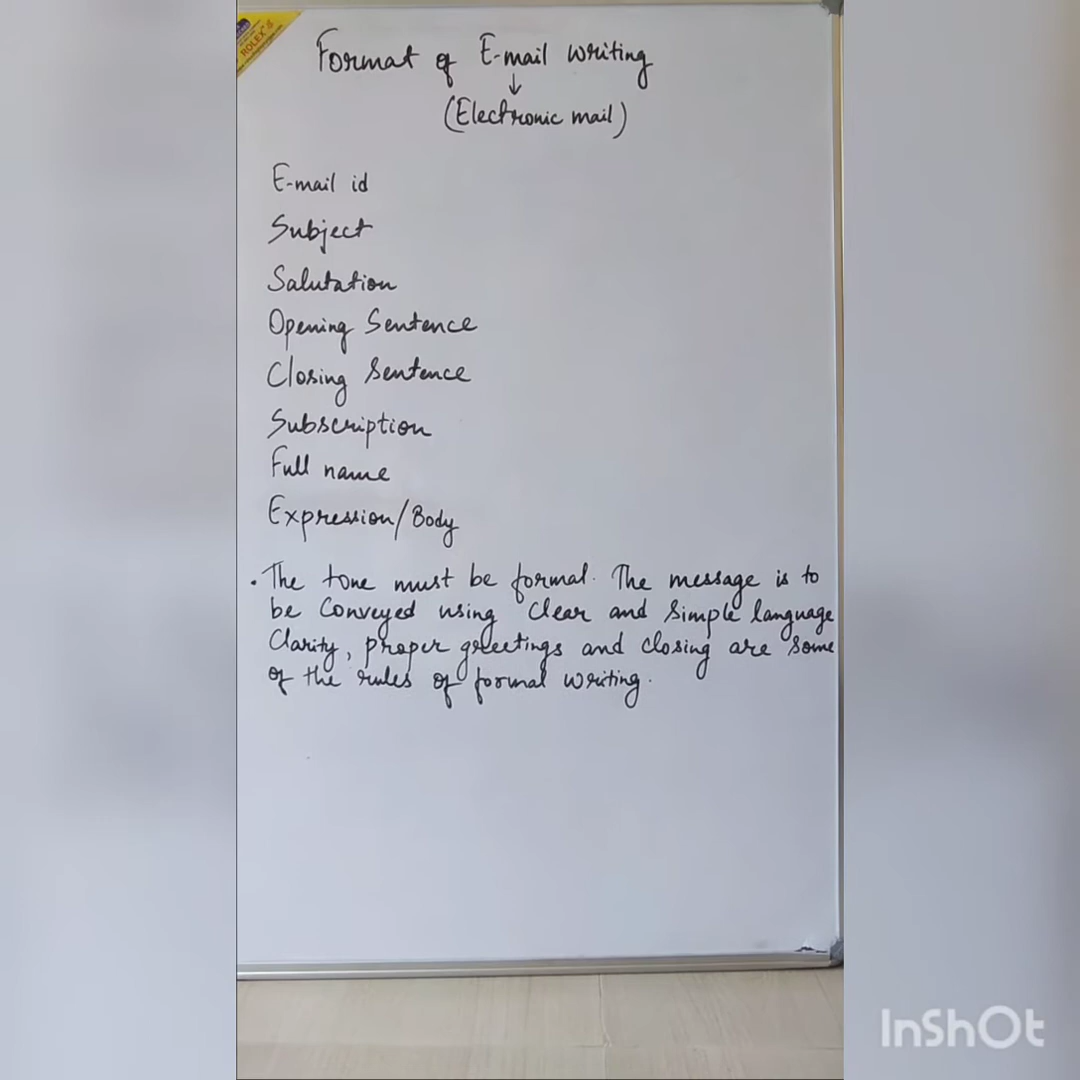 ROLEX
Format of E-mail writing
↓
(Electronic mail)
E-mail id
Subject
Salutation
Opening Sentence
Closing Sentence
Subscription
Full name
Expression/Body
• The tone must be formal. The message is to
be Conveyed using clear and simple language
Clarity, proper greetings and closing are some
of the rules of formal writing.
InShOt